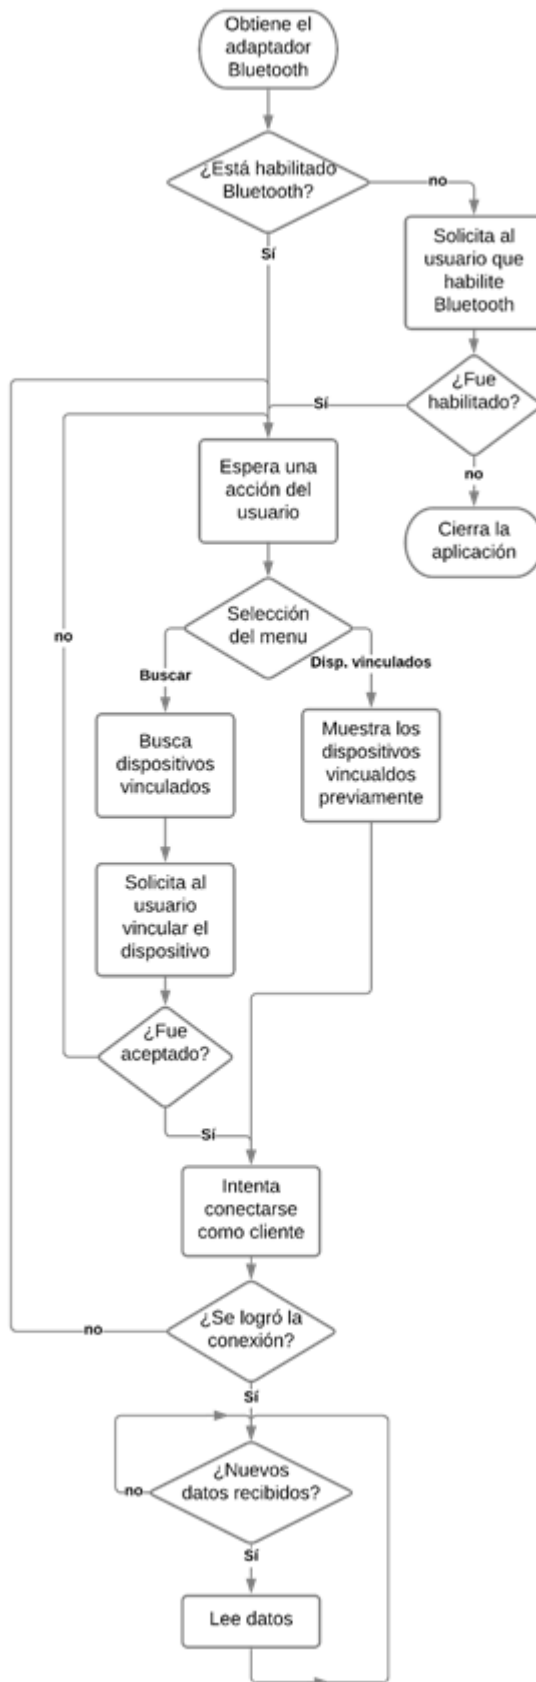 Obtiene el
adaptador
Bluetooth
¿Está habilitado
Bluetooth?
no
Sí
Solicita al
usuario que
habilite
Bluetooth
¿Fue
habilitado?
Sí
no
Cierra la
aplicación
Espera una
acción del
usuario
Selección
del menu
no
Buscar
Disp. vinculados
Busca
dispositivos
vinculados
Muestra los
dispositivos
vincualdos
previamente
Solicita al
usuario
vincular el
dispositivo
¿Fue
aceptado?
Sí
Intenta
conectarse
como cliente
¿Se logró la
conexión?
no
Sí
¿Nuevos
datos recibidos?
no
Sí
Lee datos